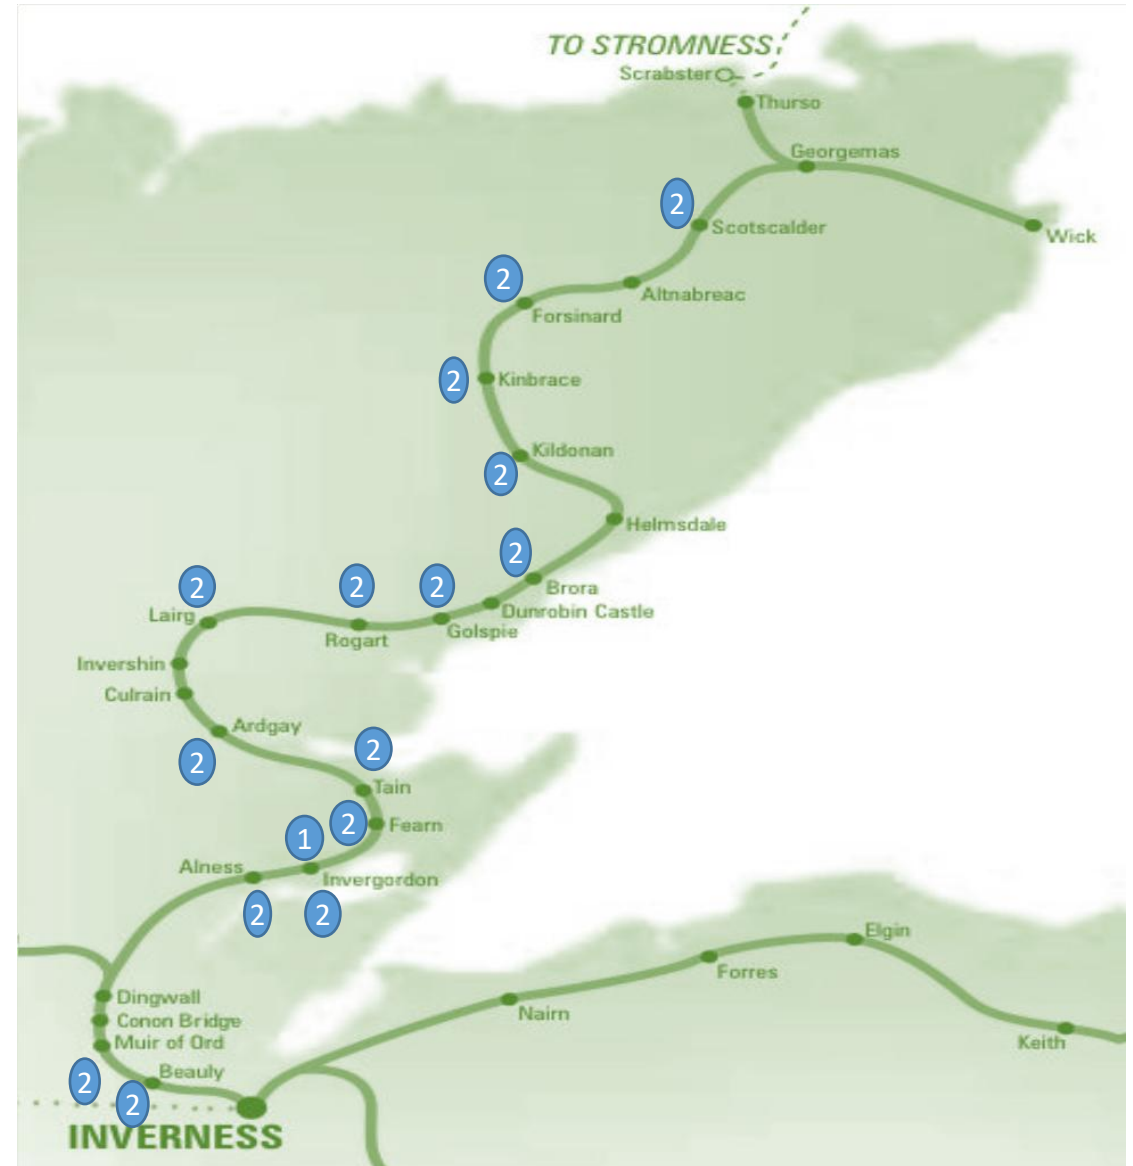 TO STROMNESS
Scrabster
Thurso
Georgemas
2
Scotscalder
Wick
2
Altnabreac
Forsinard
2
Kinbrace
Kildonan
2
Helmsdale
2
Brora
2
2
2
Dunrobin Castle
Lairg
Golspie
Rogart
Invershin
Culrain
Ardgay
2
2
Tain
2
Fearn
1
Alness
Invergordon
2
2
Elgin
Forres
Dingwall
Nairn
Conon Bridge
Muir of Ord
Keith
Beauly
2
2
INVERNESS